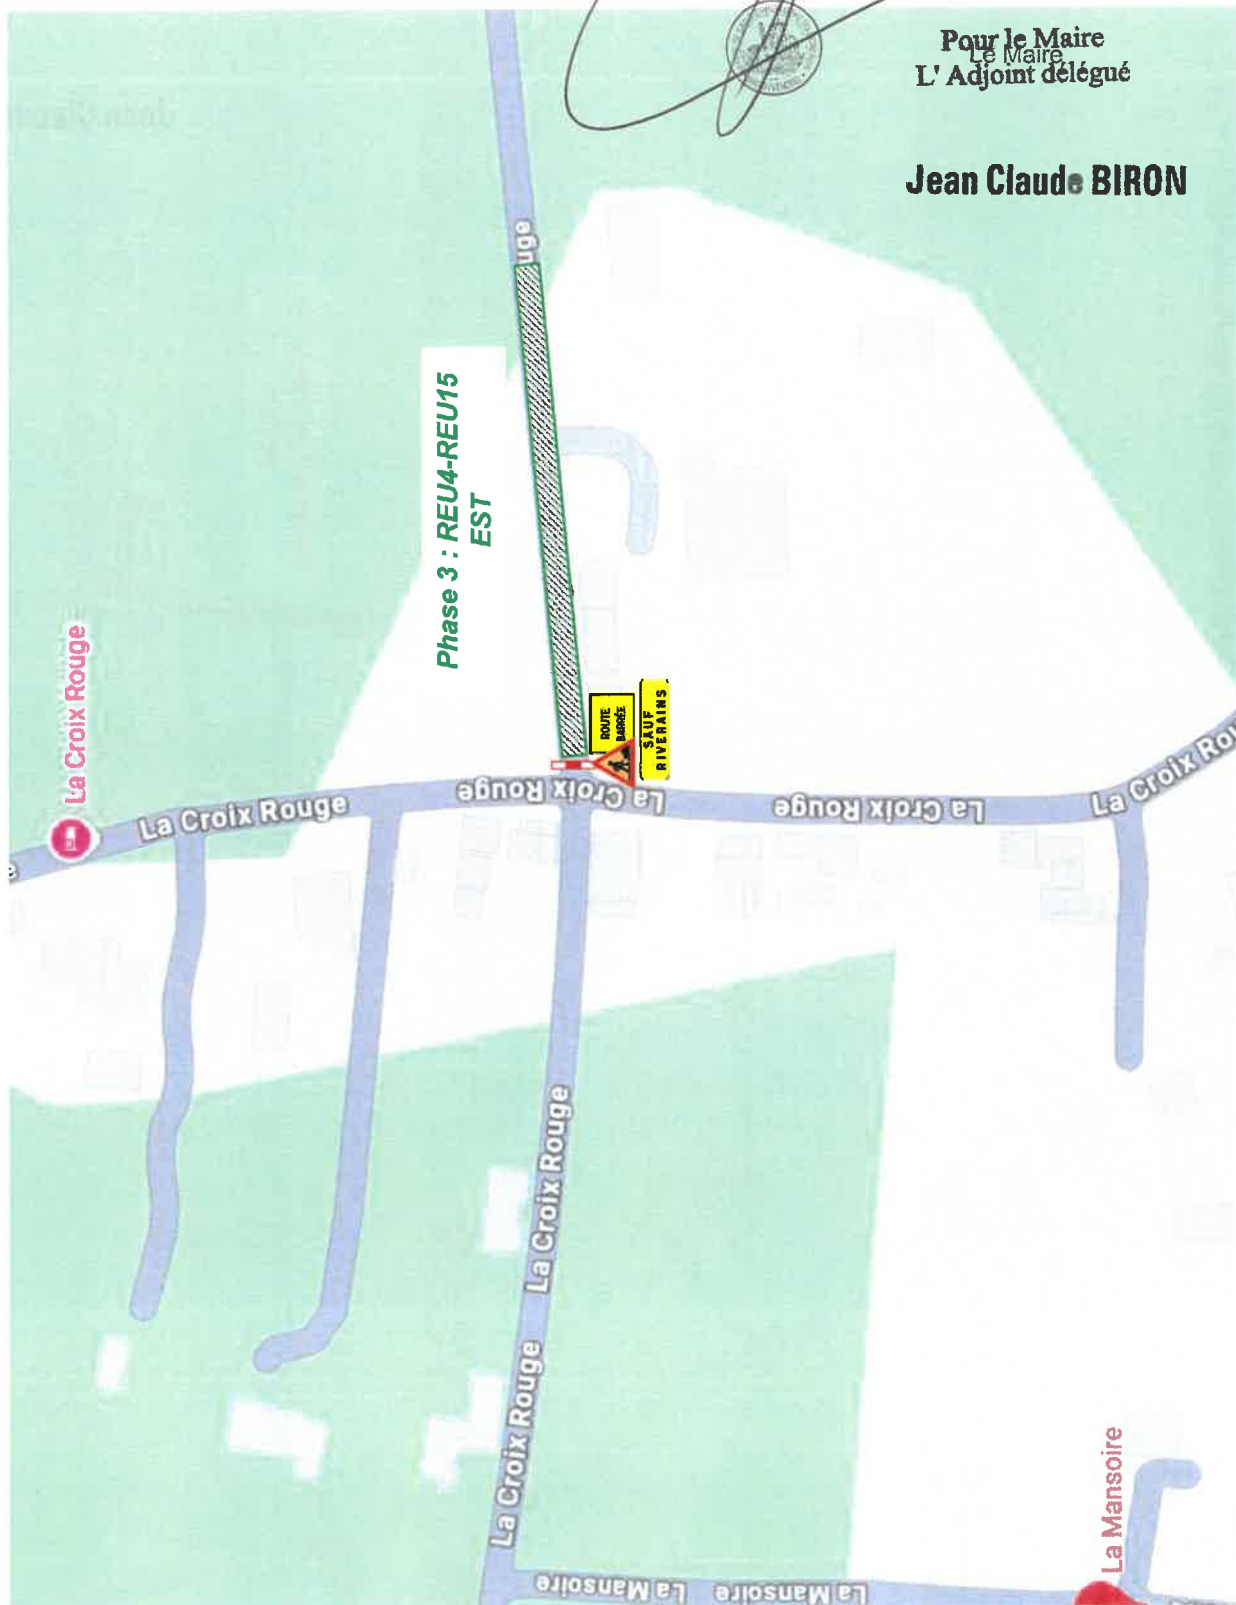 Pour le Maire
Le Maire
L' Adjoint délégué
Jean Claude BIRON
uge
Phase 3 : REU4-REU15
EST
La Croix Rouge
ROUTE
BARRÉE
SAUF
RIVERAINS
La Croix Rouge
La Croix Rouge
La Croix Rouge
La Croix Rou
e
La Croix Rouge
La Croix Rouge
La Mansoire
La Mansoire
La Mansoire